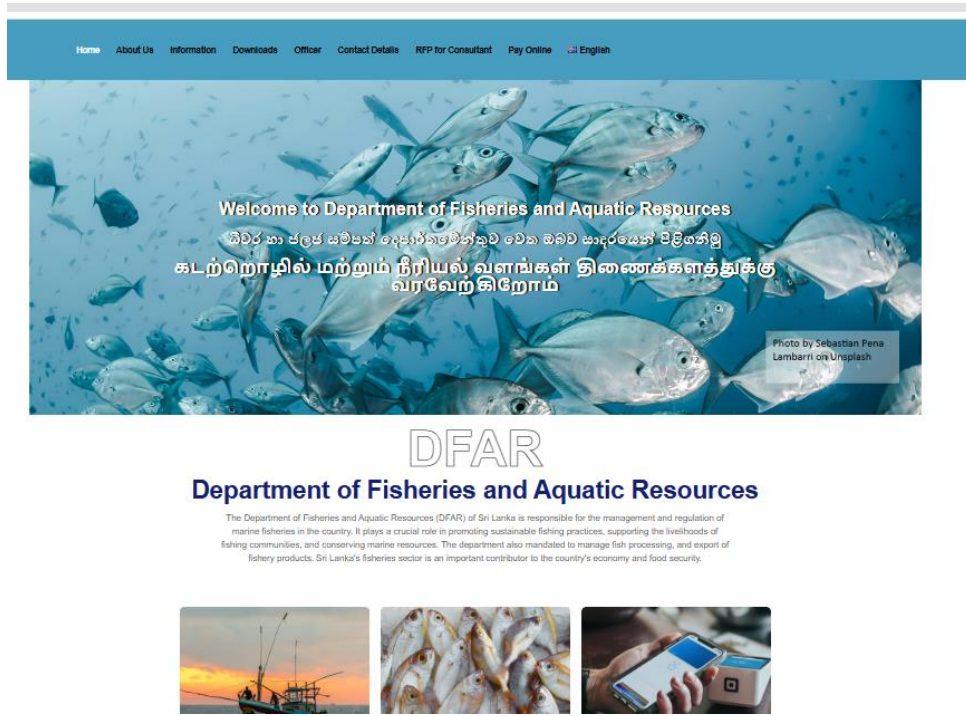 Home About Us Information Downloads Officer Contact Details RFP for Consultant Pay Online English
Welcome to Department of Fisheries and Aquatic Resources
ධීවර හා ජලජ සම්පත් දෙපාර්තමේන්තුව වෙත ඔබව සාදරයෙන් පිළිගනිමු
கடற்றொழில் மற்றும் நீரியல் வளங்கள் திணைக்களத்துக்கு
வரவேற்கிறோம்
Photo by Sebastian Pena
Lambarri on Unsplash
DFAR
Department of Fisheries and Aquatic Resources
The Department of Fisheries and Aquatic Resources (DFAR) of Sri Lanka is responsible for the management and regulation of
marine fisheries in the country. It plays a crucial role in promoting sustainable fishing practices, supporting the livelihoods of
fishing communities, and conserving marine resources. The department also mandated to manage fish processing, and export of
fishery products. Sri Lanka's fisheries sector is an important contributor to the country's economy and food security.